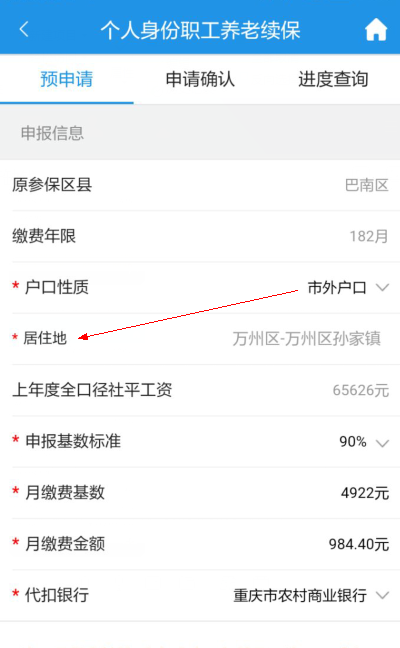 个人身份职工养老续保
预申请 申请确认 进度查询
申报信息
原参保区县 巴南区
缴费年限 182月
* 户口性质 市外户口
* 居住地 万州区-万州区孙家镇
上年度全口径社平工资 65626元
* 申报基数标准 90%
* 月缴费基数 4922元
* 月缴费金额 984.40元
* 代扣银行 重庆市农村商业银行